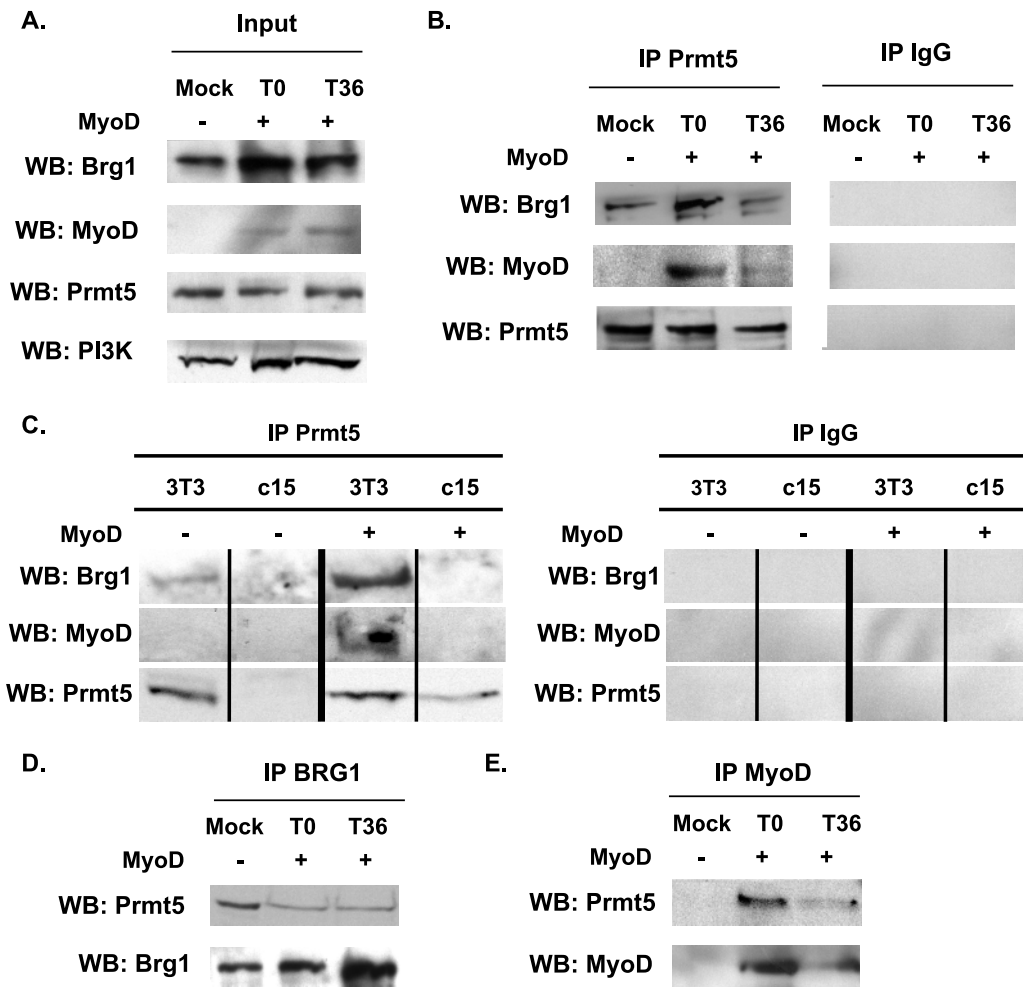 A.
Input
Mock T0 T36
MyoD - + +
WB: Brg1
WB: MyoD
WB: Prmt5
WB: PI3K
B.
IP Prmt5 IP IgG
Mock T0 T36 Mock T0 T36
MyoD - + + - + +
WB: Brg1
WB: MyoD
WB: Prmt5
C.
IP Prmt5 IP IgG
3T3 c15 3T3 c15 3T3 c15 3T3 c15
MyoD - - + + MyoD - - + +
WB: Brg1 WB: Brg1
WB: MyoD WB: MyoD
WB: Prmt5 WB: Prmt5
D.
IP BRG1
Mock T0 T36
MyoD - + +
WB: Prmt5
WB: Brg1
E.
IP MyoD
Mock T0 T36
MyoD - + +
WB: Prmt5
WB: MyoD